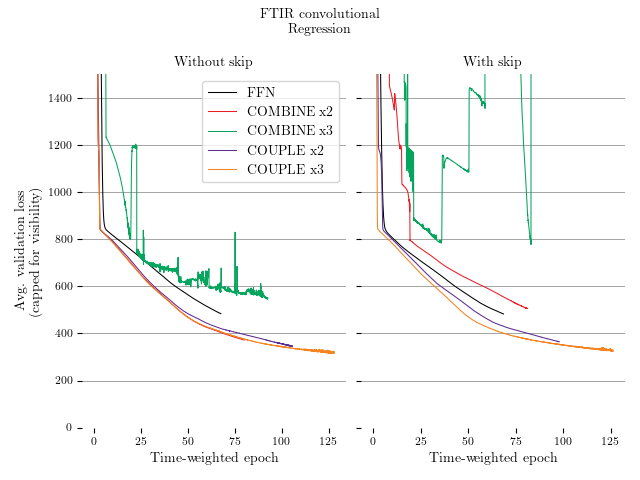 FTIR convolutional
Regression
Without skip
With skip
FFN
COMBINE x2
COMBINE x3
COUPLE x2
COUPLE x3
Avg. validation loss
(capped for visibility)
1400
1200
1000
800
600
400
200
0
0 25 50 75 100 125
0 25 50 75 100 125
Time-weighted epoch
Time-weighted epoch